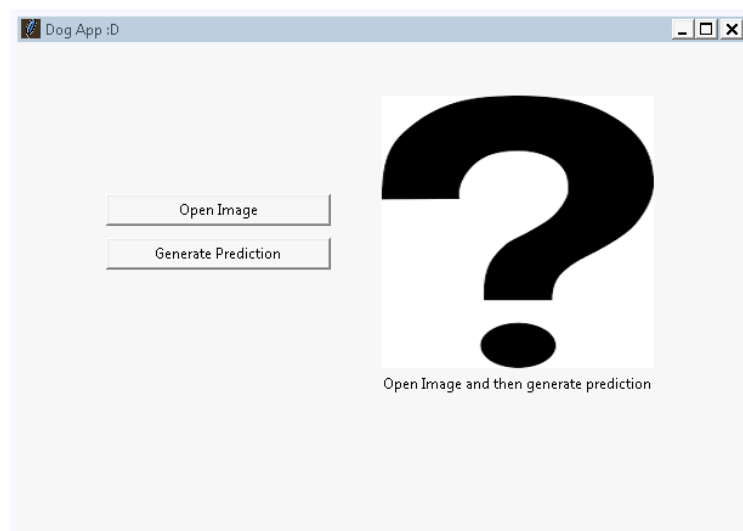 Dog App :D
Open Image
Generate Prediction
?
Open Image and then generate prediction